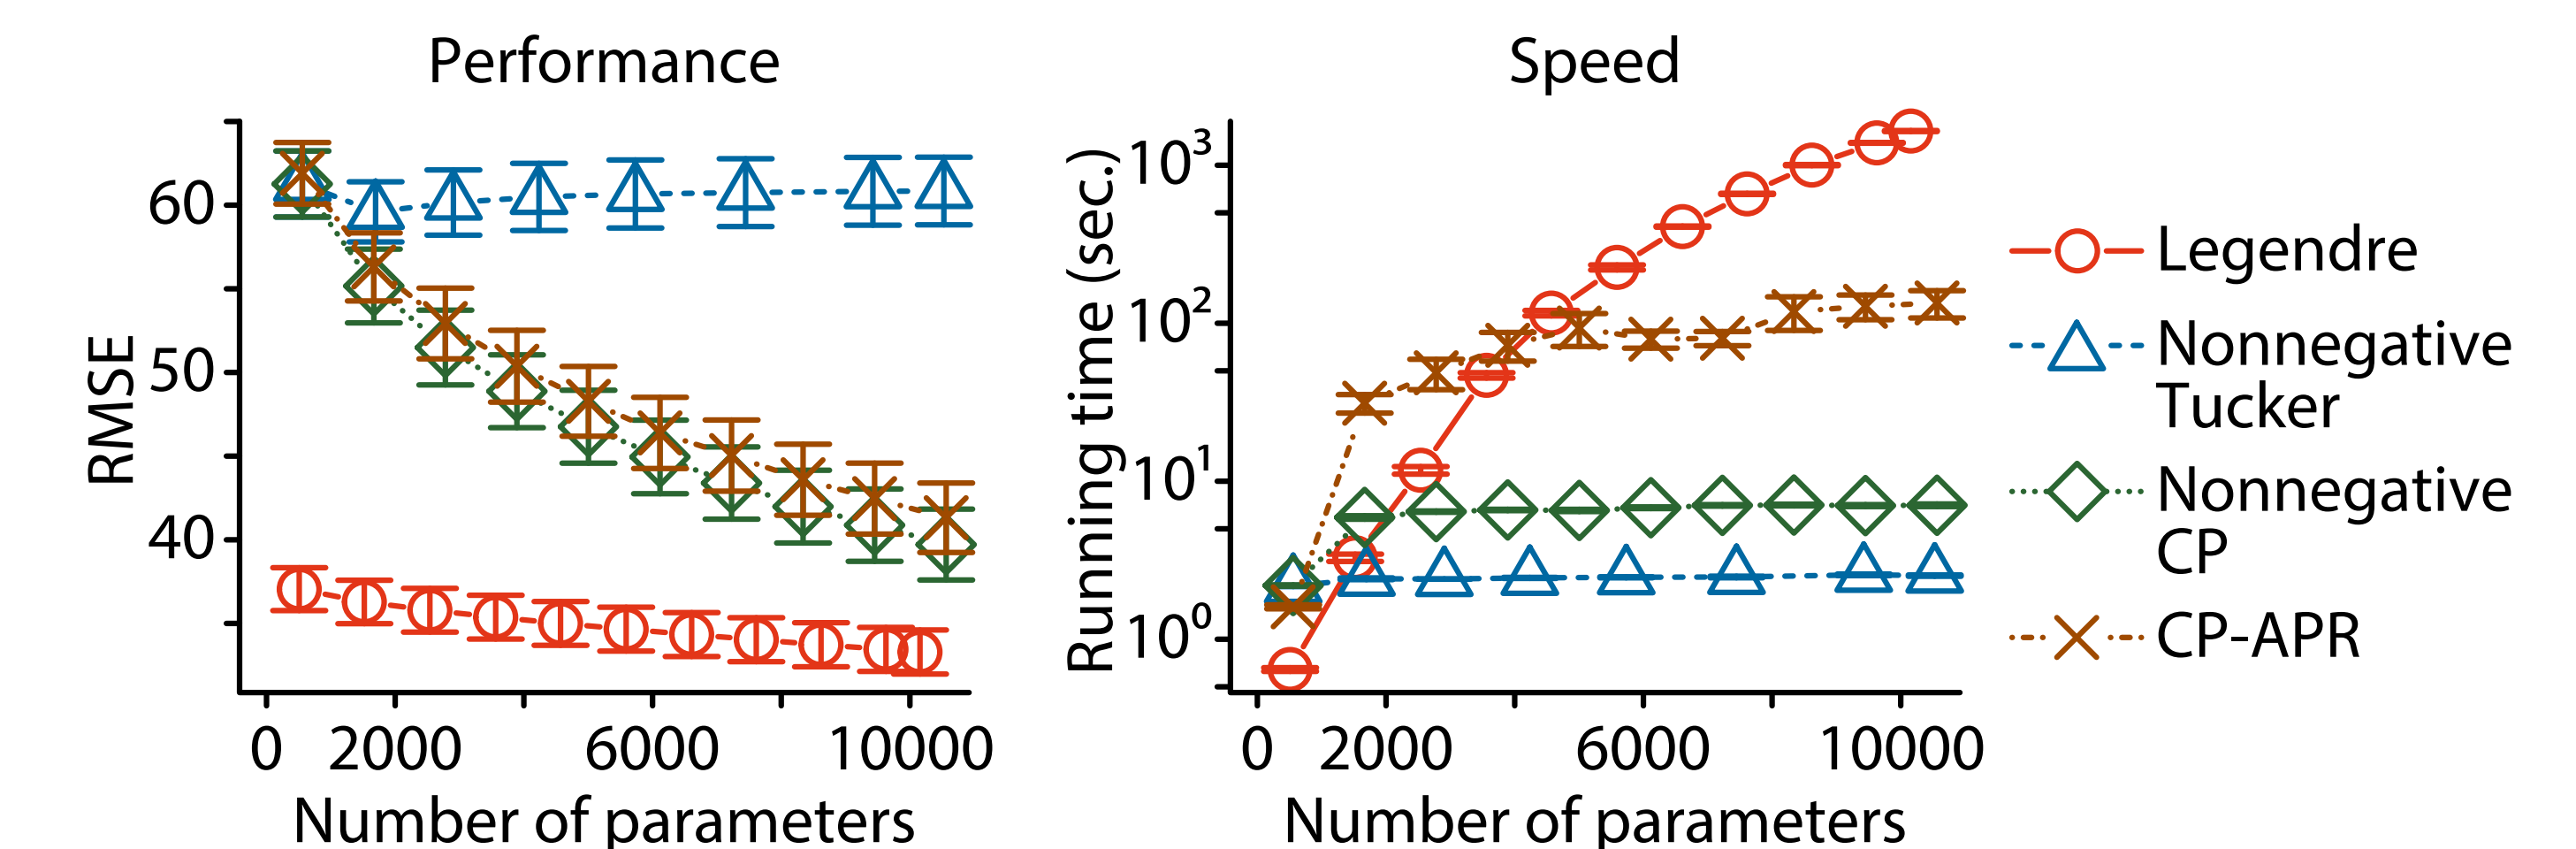 Performance
RMSE
60
50
40
0 2000 6000 10000
Number of parameters
Speed
Running time (sec.)
10³
10²
10¹
10⁰
0 2000 6000 10000
Number of parameters
Legendre
Nonnegative
Tucker
Nonnegative
CP
CP-APR